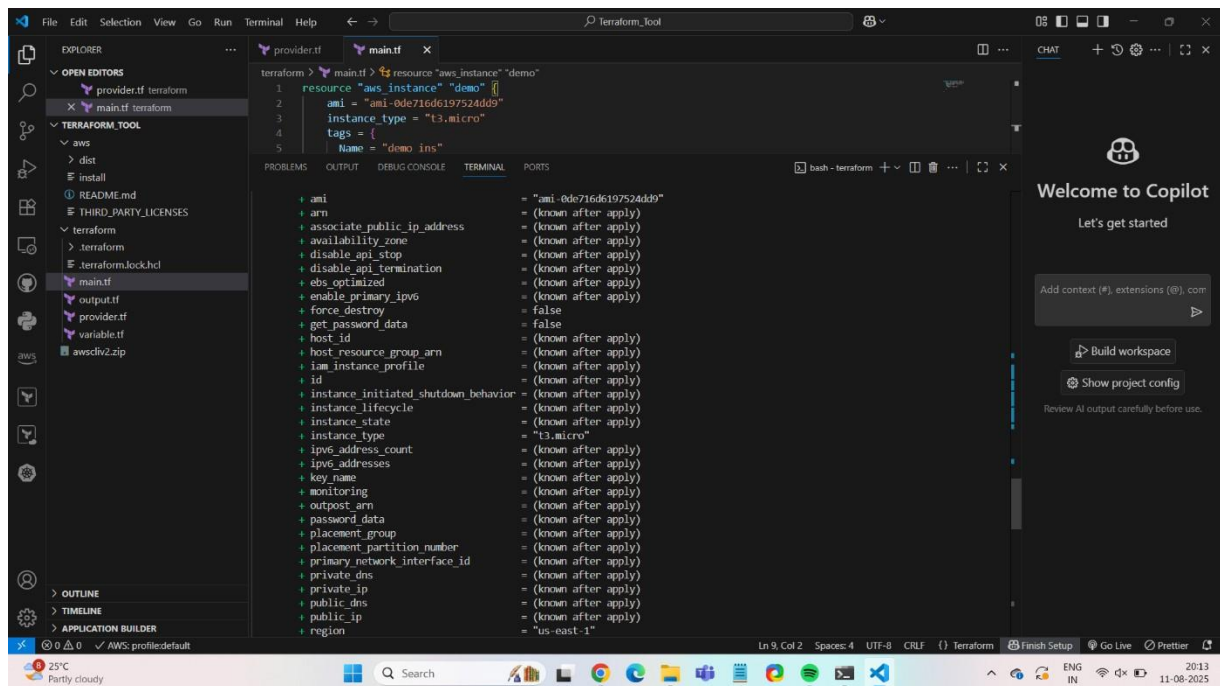 File Edit Selection View Go Run Terminal Help
Terraform_Tool
EXPLORER
OPEN EDITORS
provider.tf terraform
main.tf terraform
TERRAFORM_TOOL
aws
dist
install
README.md
THIRD_PARTY_LICENSES
terraform
.terraform
.terraform.lock.hcl
main.tf
output.tf
provider.tf
variable.tf
awscliv2.zip
OUTLINE
TIMELINE
APPLICATION BUILDER
provider.tf main.tf
terraform > main.tf > resource "aws_instance" "demo"
1 resource "aws_instance" "demo" {
2 ami = "ami-0de716d6197524dd9"
3 instance_type = "t3.micro"
4 tags = {
5 Name = "demo ins"
PROBLEMS OUTPUT DEBUG CONSOLE TERMINAL PORTS
bash - terraform
+ ami = "ami-0de716d6197524dd9"
+ arn = (known after apply)
+ associate_public_ip_address = (known after apply)
+ availability_zone = (known after apply)
+ disable_api_stop = (known after apply)
+ disable_api_termination = (known after apply)
+ ebs_optimized = (known after apply)
+ enable_primary_ipv6 = (known after apply)
+ force_destroy = false
+ get_password_data = false
+ host_id = (known after apply)
+ host_resource_group_arn = (known after apply)
+ iam_instance_profile = (known after apply)
+ id = (known after apply)
+ instance_initiated_shutdown_behavior = (known after apply)
+ instance_lifecycle = (known after apply)
+ instance_state = (known after apply)
+ instance_type = "t3.micro"
+ ipv6_address_count = (known after apply)
+ ipv6_addresses = (known after apply)
+ key_name = (known after apply)
+ monitoring = (known after apply)
+ outpost_arn = (known after apply)
+ password_data = (known after apply)
+ placement_group = (known after apply)
+ placement_partition_number = (known after apply)
+ primary_network_interface_id = (known after apply)
+ private_dns = (known after apply)
+ private_ip = (known after apply)
+ public_dns = (known after apply)
+ public_ip = (known after apply)
+ region = "us-east-1"
CHAT
Welcome to Copilot
Let's get started
Add context (#), extensions (@), com
Build workspace
Show project config
Review AI output carefully before use.
aws
0 0 AWS: profile:default
Ln 9, Col 2 Spaces: 4 UTF-8 CRLF {} Terraform Finish Setup Go Live Prettier
8
25°C
Partly cloudy
Search
ENG
IN
20:13
11-08-2025